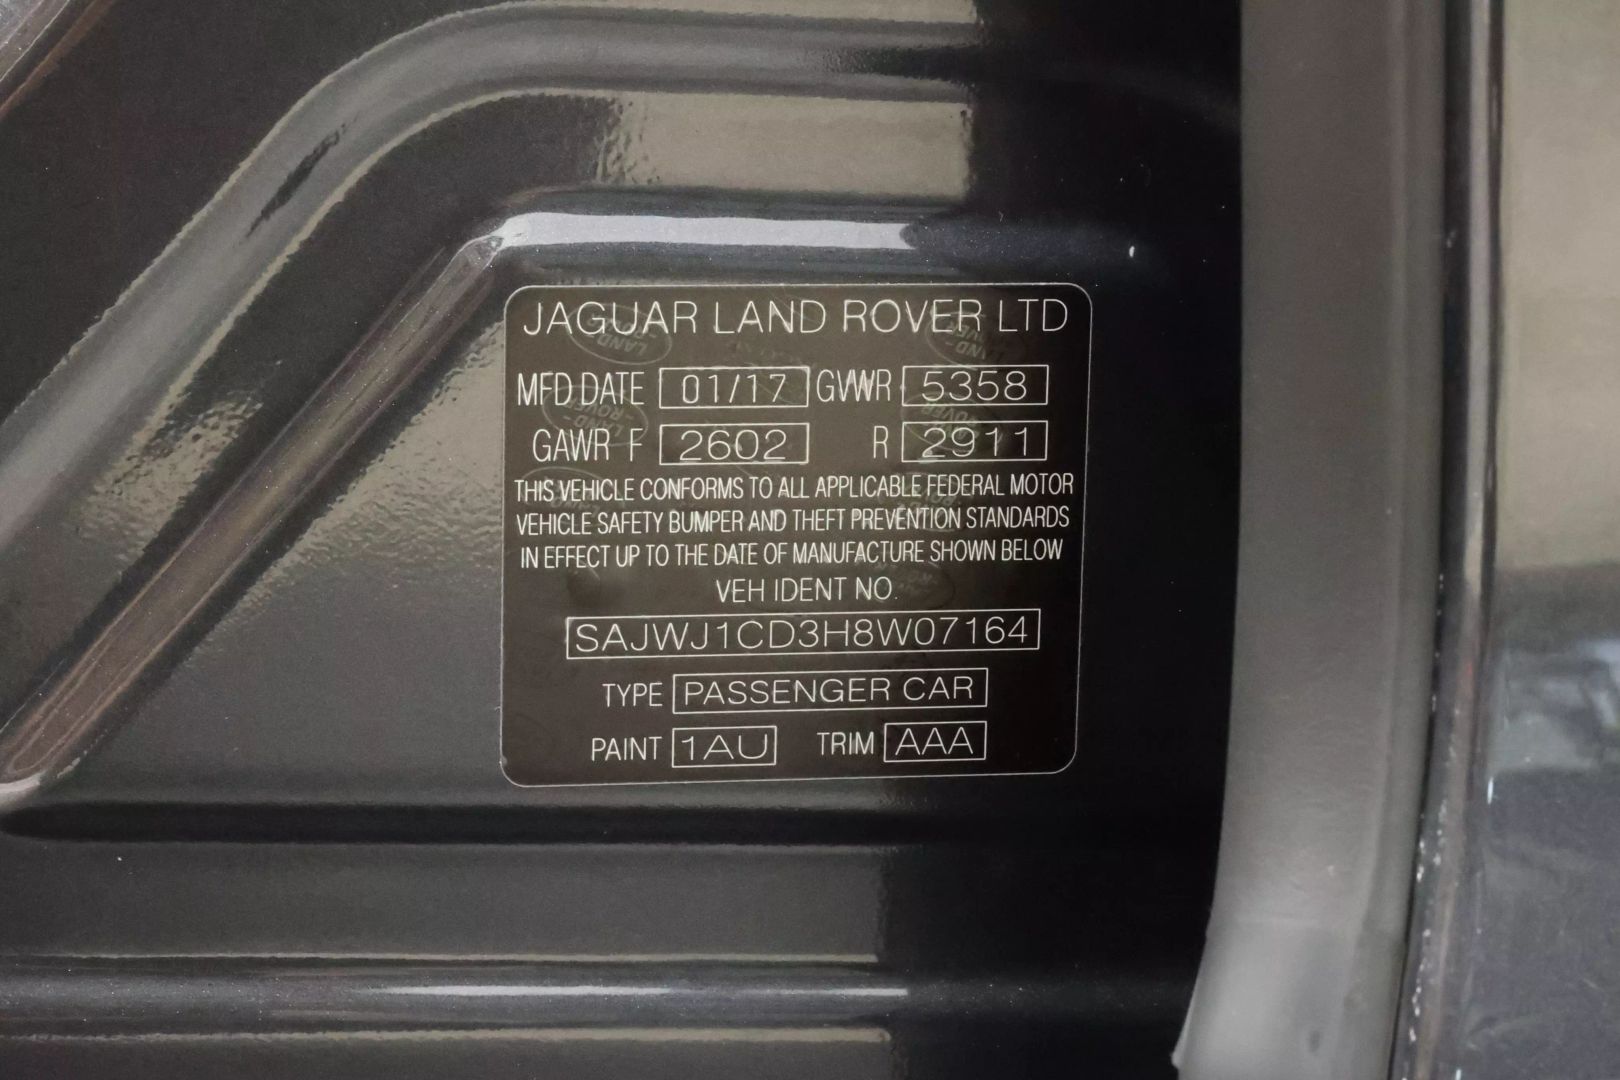 JAGUAR LAND ROVER LTD
MFD DATE 01/17 GVWR 5358
GAWR F 2602 R 2911
THIS VEHICLE CONFORMS TO ALL APPLICABLE FEDERAL MOTOR
VEHICLE SAFETY BUMPER AND THEFT PREVENTION STANDARDS
IN EFFECT UP TO THE DATE OF MANUFACTURE SHOWN BELOW
VEH IDENT NO.
SAJWJ1CD3H8W07164
TYPE PASSENGER CAR
PAINT 1AU TRIM AAA